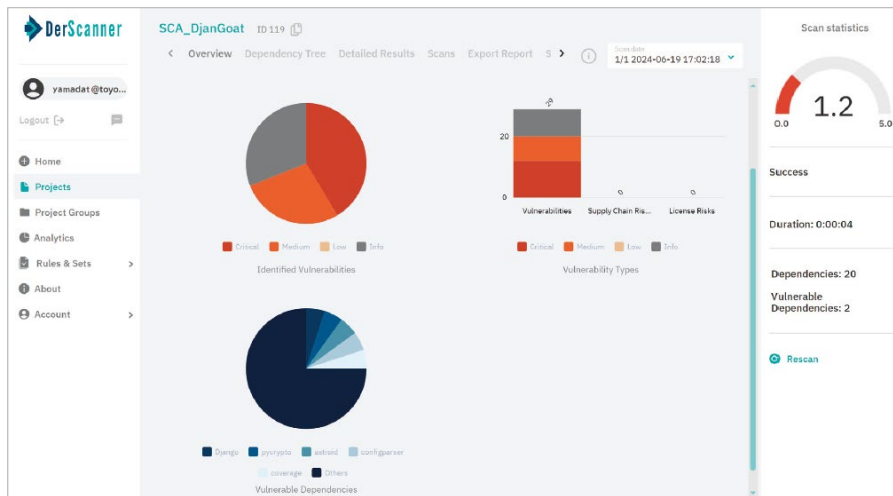 DerScanner
yamadat@toyo...
Logout
Home
Projects
Project Groups
Analytics
Rules & Sets
About
Account
SCA_DjanGoat ID 119
Overview Dependency Tree Detailed Results Scans Export Report S
Scan date
1/1 2024-06-19 17:02:18
Critical Medium Low Info
Identified Vulnerabilities
29
20
0
0
0
Vulnerabilities Supply Chain Ris... License Risks
Critical Medium Low Info
Vulnerability Types
Django pycrypto astroid configparser
coverage Others
Vulnerable Dependencies
Scan statistics
1.2
0.0 5.0
Success
Duration: 0:00:04
Dependencies: 20
Vulnerable
Dependencies: 2
Rescan